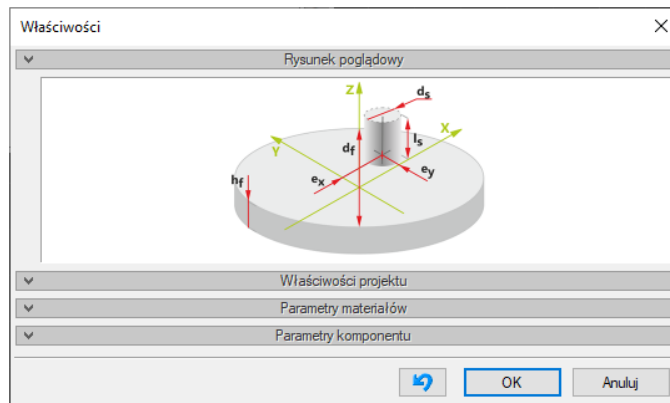 Właściwości
Rysunek poglądowy
Z
ds
X
Y
df
ls
ex
ey
hf
Właściwości projektu
Parametry materiałów
Parametry komponentu
OK
Anuluj